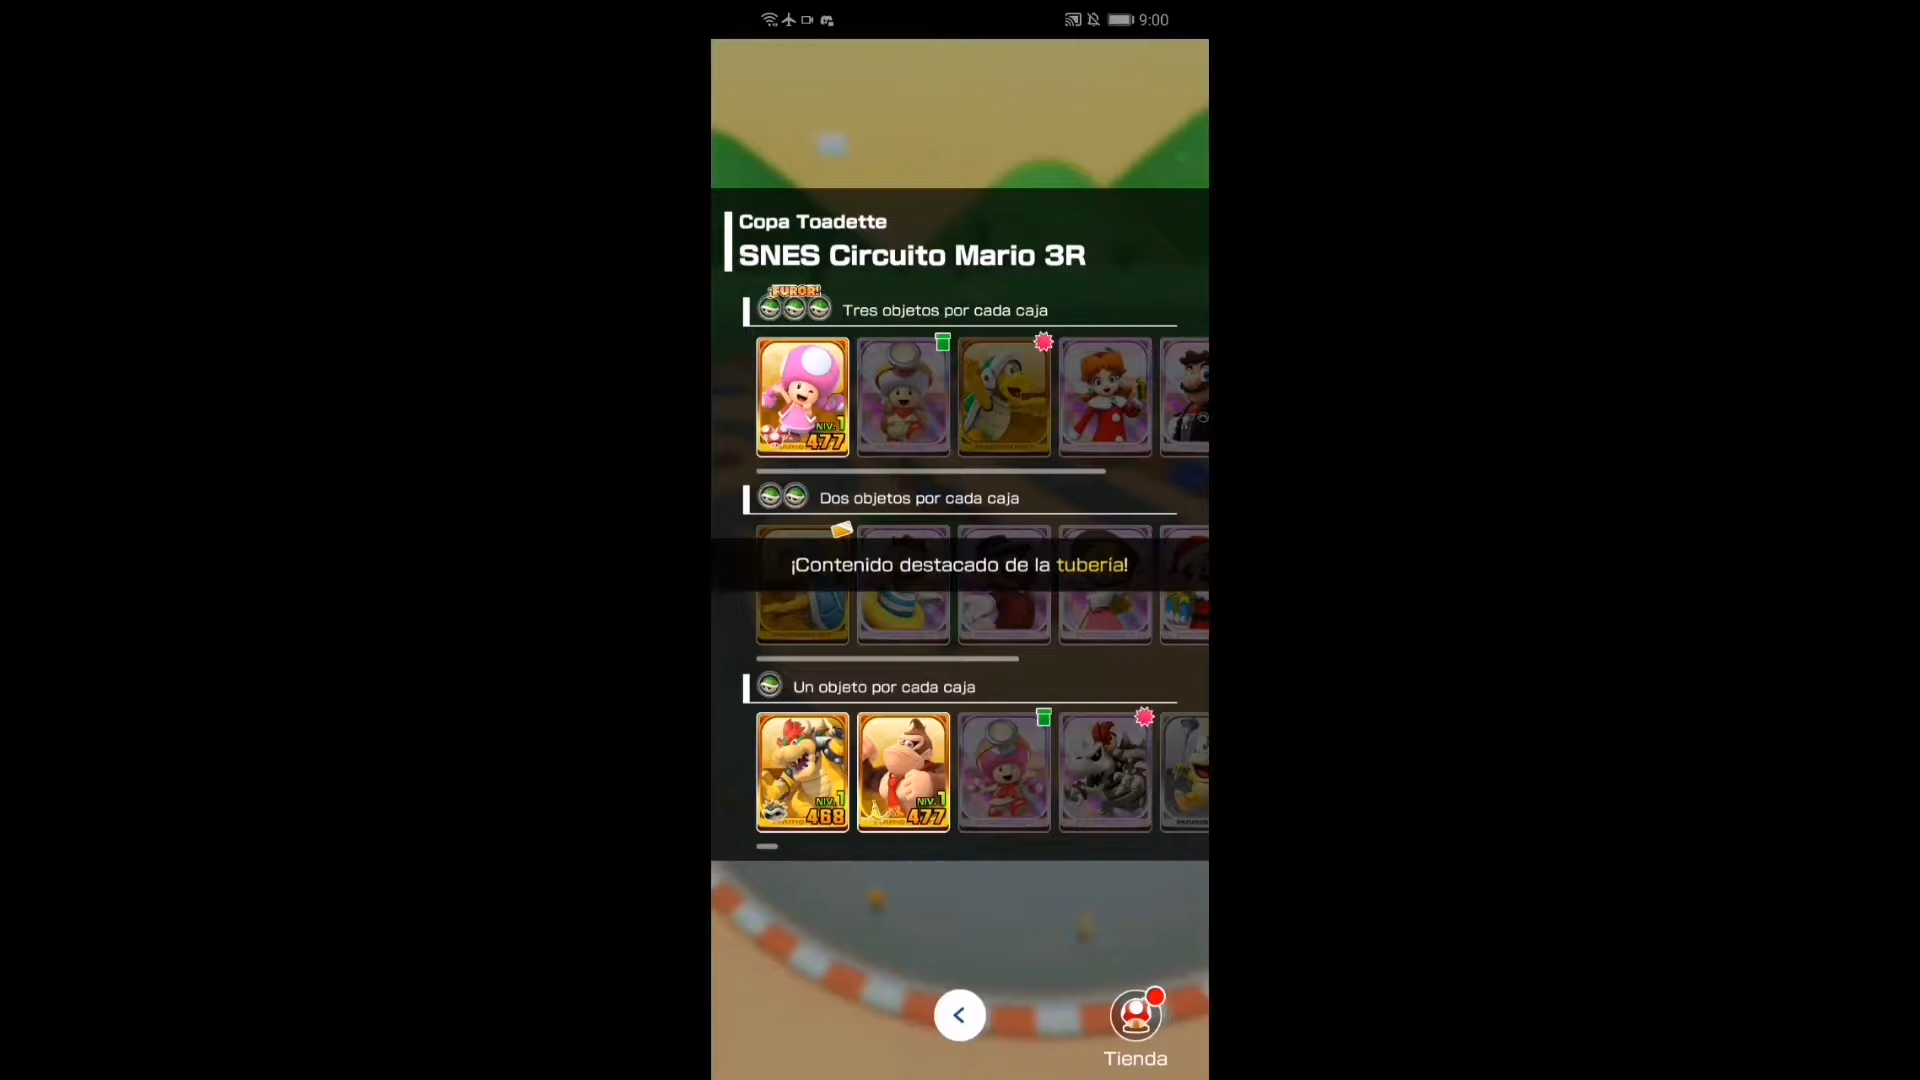 9:00
Copa Toadette
SNES Circuito Mario 3R
¡FUROR!
Tres objetos por cada caja
NIV. 1
477
Dos objetos por cada caja
¡Contenido destacado de la tubería!
Un objeto por cada caja
NIV. 1
468
NIV. 1
477
Tienda